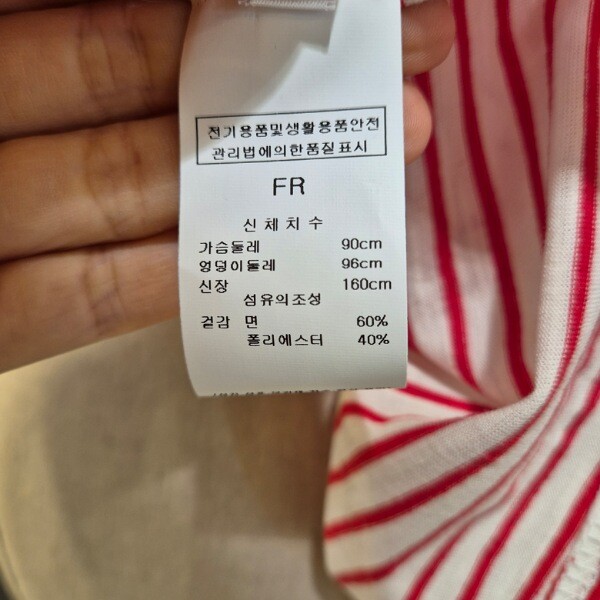 전기용품및생활용품안전
관리법에의한품질표시
FR
신체치수
가슴둘레 90cm
엉덩이둘레 96cm
신장 160cm
섬유의조성
겉감 면 60%
폴리에스터 40%